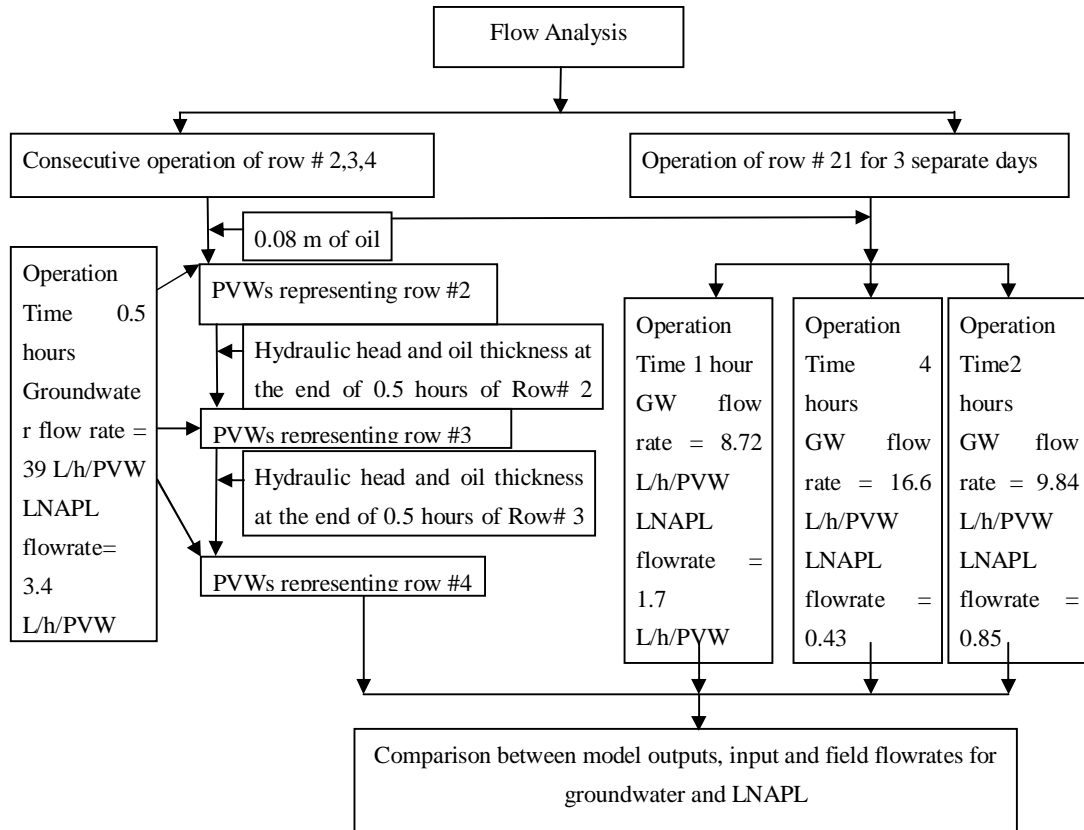 Flow Analysis
Consecutive operation of row # 2,3,4
Operation of row # 21 for 3 separate days
0.08 m of oil
Operation
Time 0.5
hours
Groundwate
r flow rate =
39 L/h/PVW
LNAPL
flowrate=
3.4
L/h/PVW
PVWs representing row #2
Hydraulic head and oil thickness at
the end of 0.5 hours of Row# 2
PVWs representing row #3
Hydraulic head and oil thickness
at the end of 0.5 hours of Row# 3
PVWs representing row #4
Operation
Time 1 hour
GW flow
rate = 8.72
L/h/PVW
LNAPL
flowrate =
1.7
L/h/PVW
Operation
Time 4
hours
GW flow
rate = 16.6
L/h/PVW
LNAPL
flowrate =
0.43
Operation
Time2
hours
GW flow
rate = 9.84
L/h/PVW
LNAPL
flowrate =
0.85
Comparison between model outputs, input and field flowrates for
groundwater and LNAPL